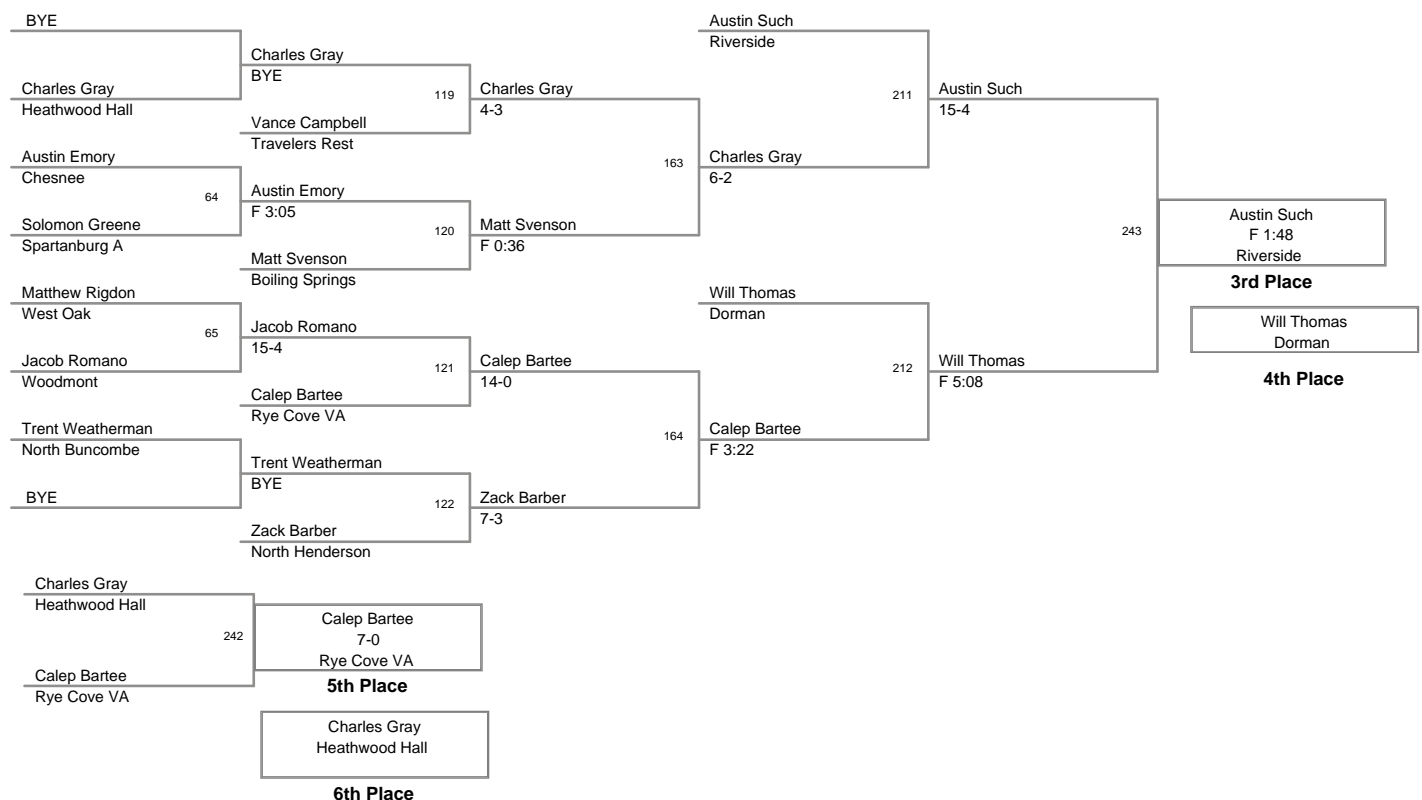 BYE
Charles Gray
Heathwood Hall
Austin Emory
Chesnee
64
Solomon Greene
Spartanburg A
Matthew Rigdon
West Oak
65
Jacob Romano
Woodmont
Trent Weatherman
North Buncombe
BYE
Charles Gray
BYE
119
Vance Campbell
Travelers Rest
Austin Emory
F 3:05
120
Matt Svenson
Boiling Springs
Jacob Romano
15-4
121
Calep Bartee
Rye Cove VA
Trent Weatherman
BYE
122
Zack Barber
North Henderson
Charles Gray
4-3
163
Matt Svenson
F 0:36
Calep Bartee
14-0
164
Zack Barber
7-3
Austin Such
Riverside
211
Charles Gray
6-2
Will Thomas
Dorman
212
Calep Bartee
F 3:22
Austin Such
15-4
243
Will Thomas
F 5:08
Austin Such
F 1:48
Riverside
3rd Place
Will Thomas
Dorman
4th Place
Charles Gray
Heathwood Hall
242
Calep Bartee
Rye Cove VA
Calep Bartee
7-0
Rye Cove VA
5th Place
Charles Gray
Heathwood Hall
6th Place